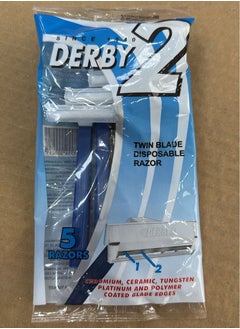 SINCE
DERBY 2
TWIN BLADE
DISPOSABLE
RAZOR
5
RAZORS
1 2
CHROMIUM, CERAMIC, TUNGSTEN
PLATINUM AND POLYMER
COATED BLADE EDGES